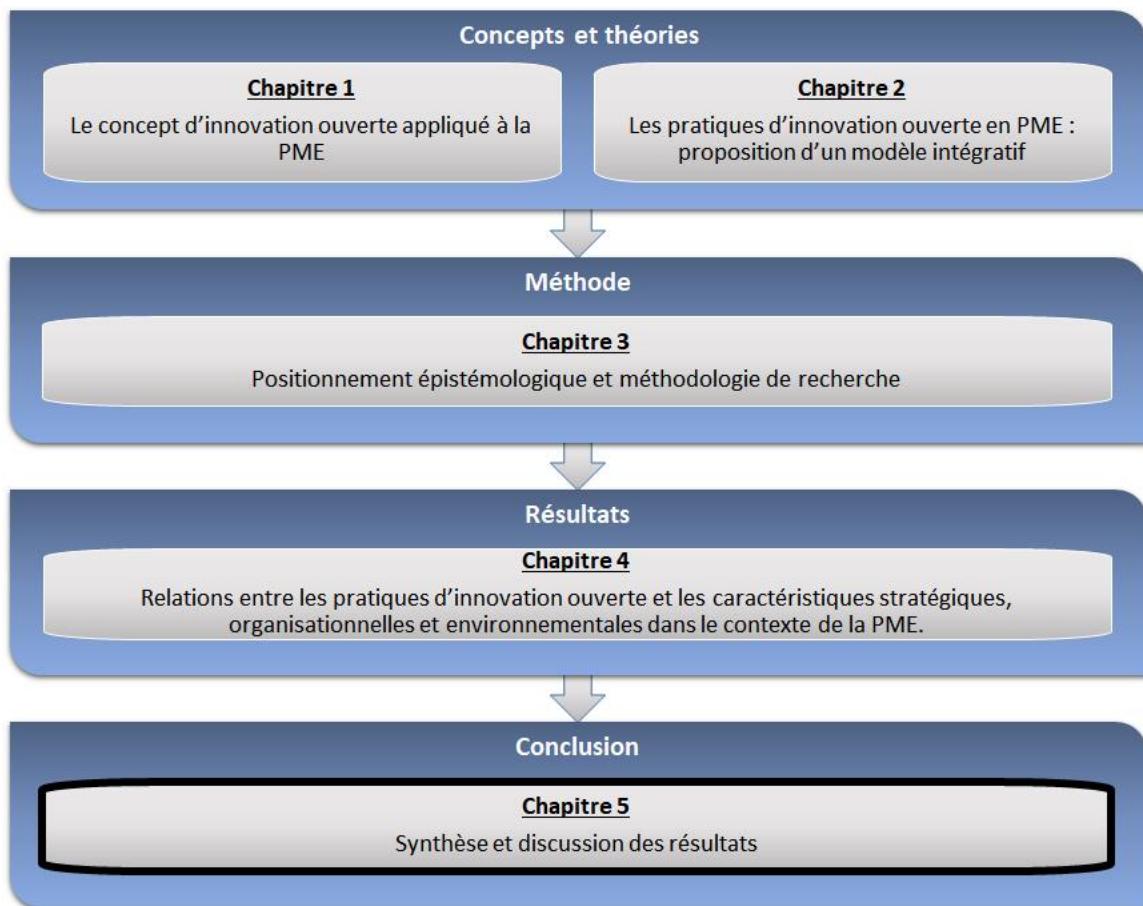 Concepts et théories
Chapitre 1
Le concept d'innovation ouverte appliqué à la
PME
Chapitre 2
Les pratiques d'innovation ouverte en PME :
proposition d'un modèle intégratif
Méthode
Chapitre 3
Positionnement épistémologique et méthodologie de recherche
Résultats
Chapitre 4
Relations entre les pratiques d'innovation ouverte et les caractéristiques stratégiques,
organisationnelles et environnementales dans le contexte de la PME.
Conclusion
Chapitre 5
Synthèse et discussion des résultats